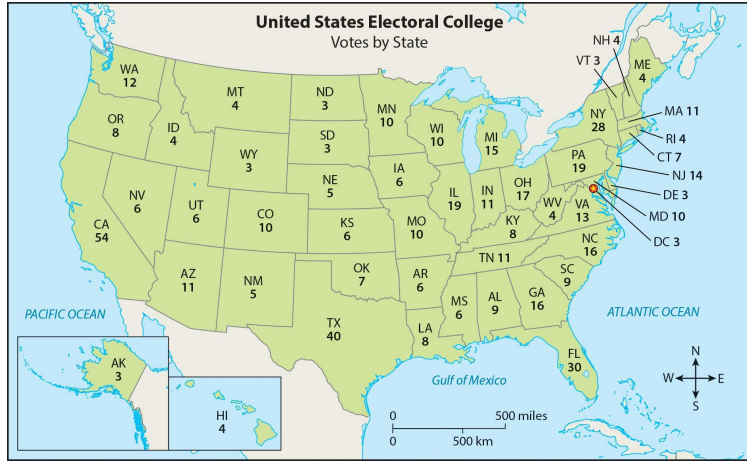 United States Electoral College
Votes by State
NH 4
VT 3
ME
4
WA
12
MT
4
ND
3
MN
10
OR
8
ID
4
SD
3
WI
10
MI
15
NY
28
MA 11
RI 4
CT 7
WY
3
IA
6
PA
19
NJ 14
NV
6
NE
5
IL
19
IN
11
OH
17
DE 3
MD 10
DC 3
UT
6
CO
10
KS
6
MO
10
WV
4
VA
13
KY
8
CA
54
NC
16
TN 11
AZ
11
NM
5
OK
7
AR
6
SC
9
MS
6
AL
9
GA
16
TX
40
LA
8
FL
30
PACIFIC OCEAN
ATLANTIC OCEAN
Gulf of Mexico
AK
3
HI
4
N
W
E
S
0
500 miles
0
500 km